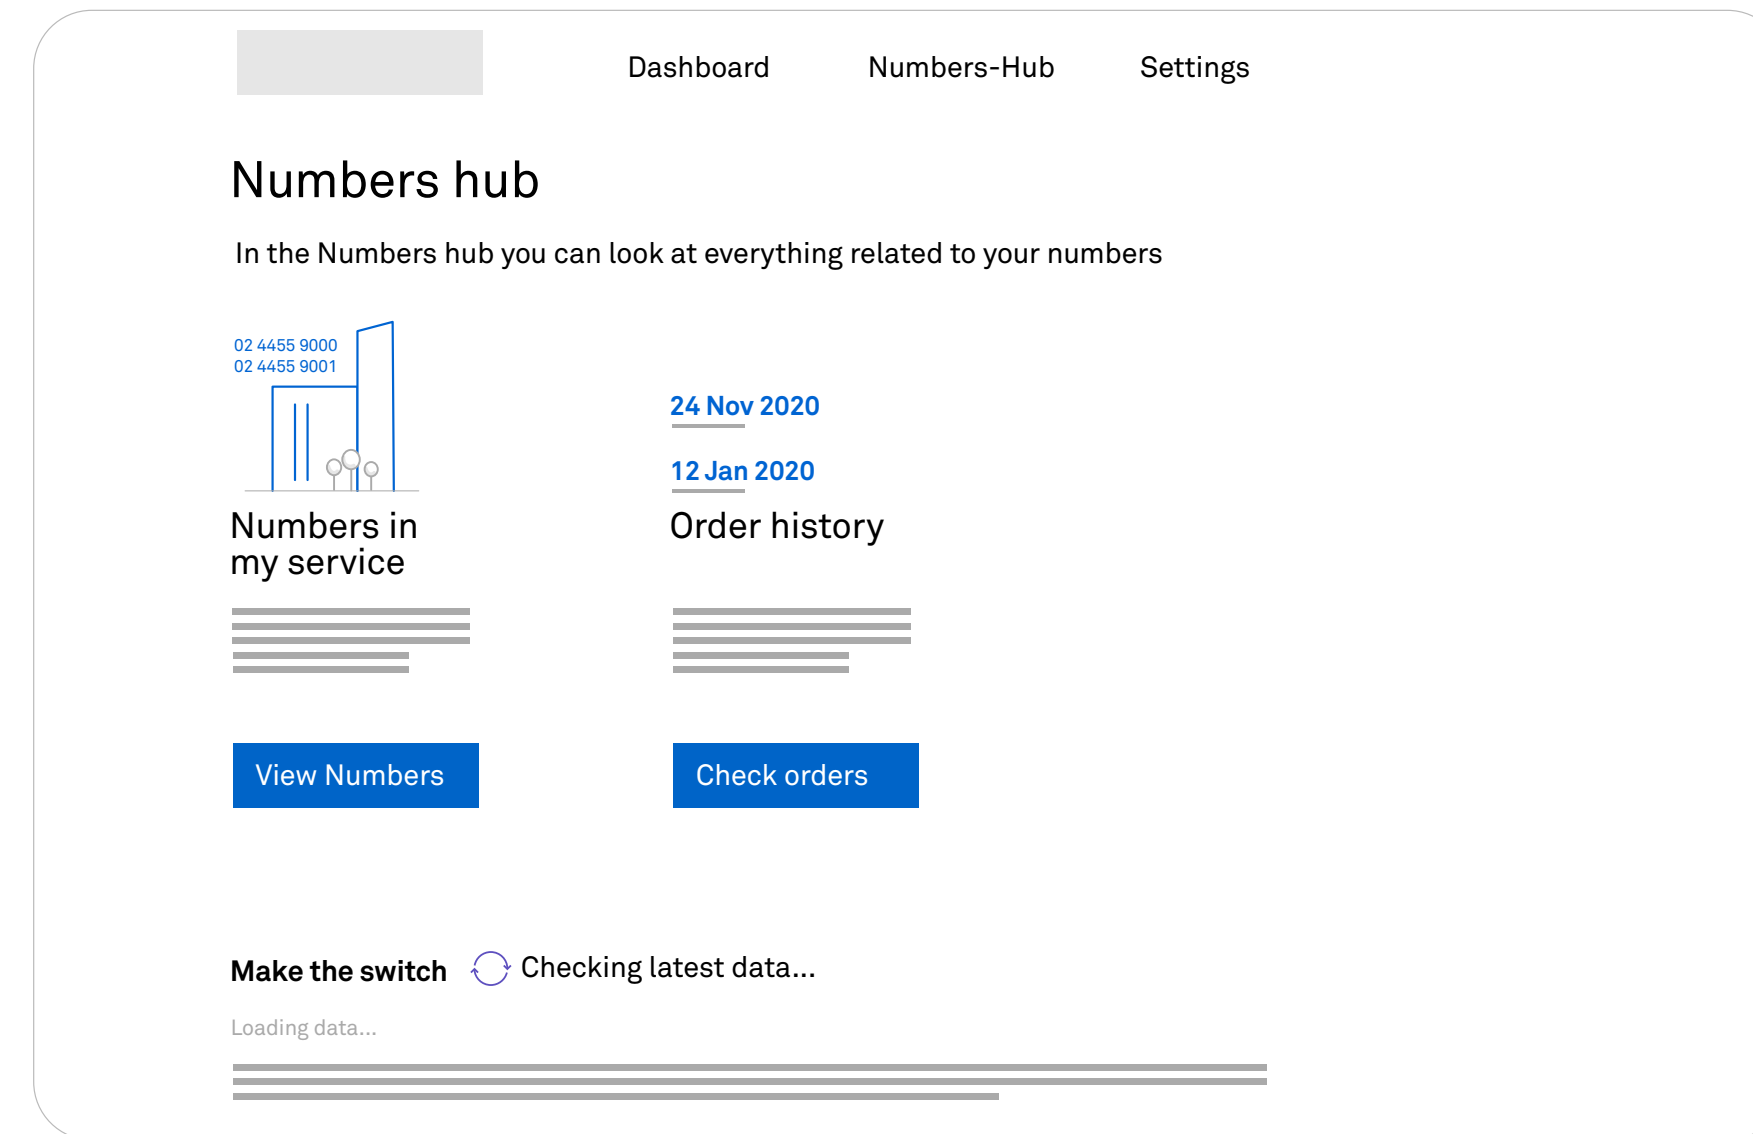 Dashboard Numbers-Hub Settings
Numbers hub
In the Numbers hub you can look at everything related to your numbers
02 4455 9000
02 4455 9001
24 Nov 2020
12 Jan 2020
Numbers in
my service
Order history
View Numbers
Check orders
Make the switch
Checking latest data...
Loading data...